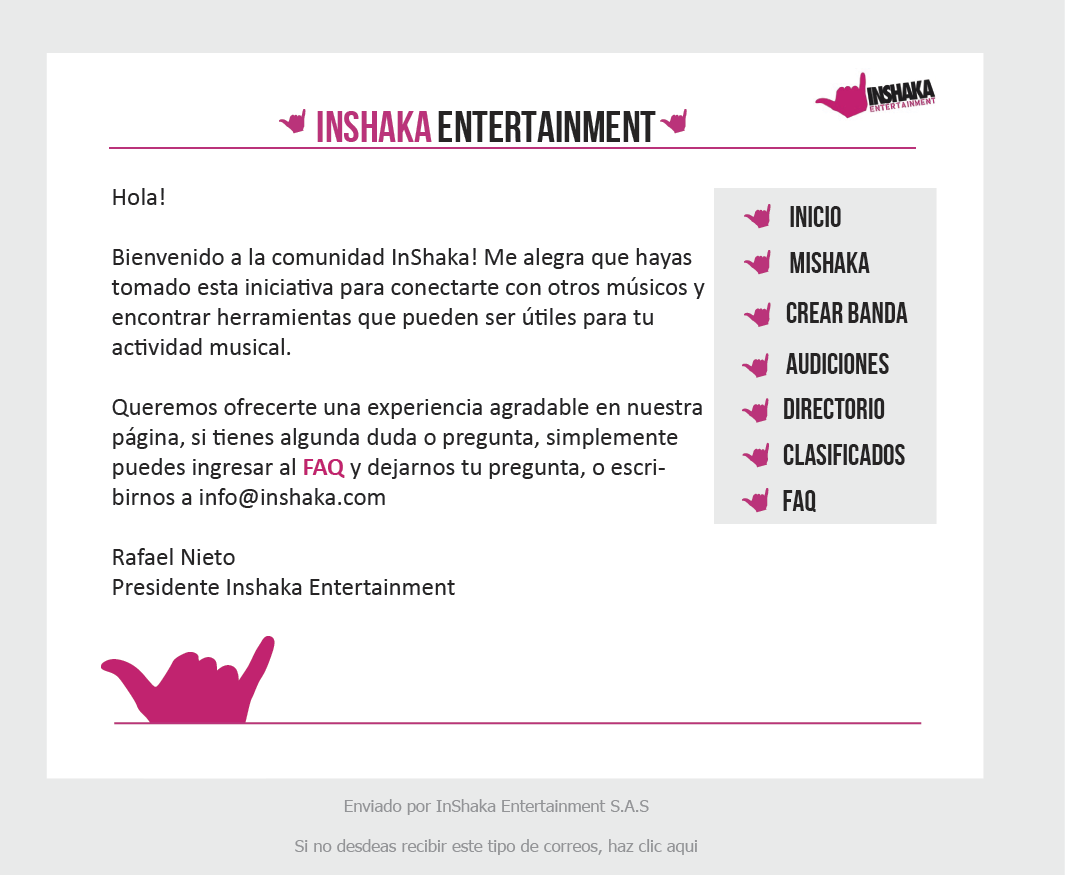 INSHAKA
ENTERTAINMENT
INSHAKA ENTERTAINMENT
Hola!
Bienvenido a la comunidad InShaka! Me alegra que hayas
tomado esta iniciativa para conectarte con otros músicos y
encontrar herramientas que pueden ser útiles para tu
actividad musical.
Queremos ofrecerte una experiencia agradable en nuestra
página, si tienes algunda duda o pregunta, simplemente
puedes ingresar al FAQ y dejarnos tu pregunta, o escri-
birnos a info@inshaka.com
Rafael Nieto
Presidente Inshaka Entertainment
INICIO
MISHAKA
CREAR BANDA
AUDICIONES
DIRECTORIO
CLASIFICADOS
FAQ
Enviado por InShaka Entertainment S.A.S
Si no desdeas recibir este tipo de correos, haz clic aqui